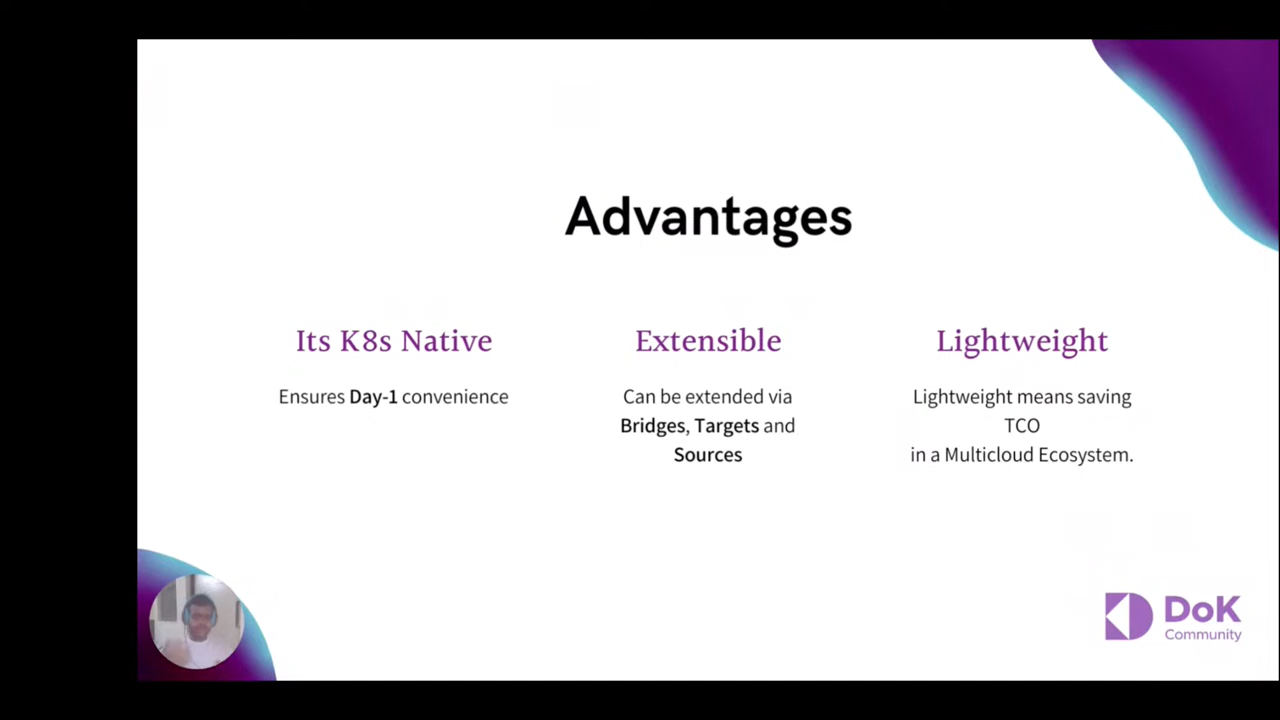 Advantages
Its K8s Native
Ensures Day-1 convenience
Extensible
Can be extended via
Bridges, Targets and
Sources
Lightweight
Lightweight means saving
TCO
in a Multicloud Ecosystem.
DoK
Community